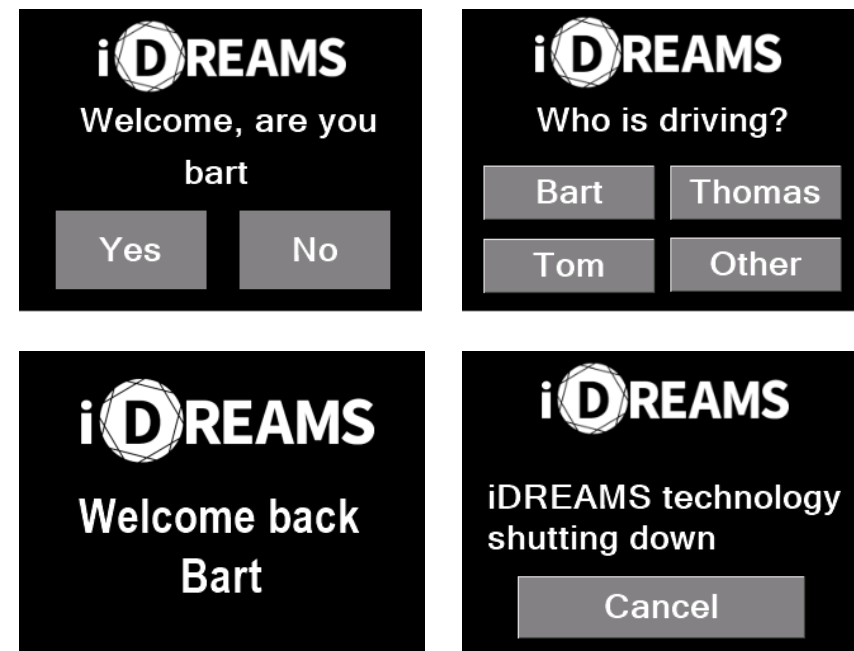 iDREAMS
Welcome, are you
bart
Yes No
iDREAMS
Who is driving?
Bart Thomas
Tom Other
iDREAMS
Welcome back
Bart
iDREAMS
iDREAMS technology
shutting down
Cancel